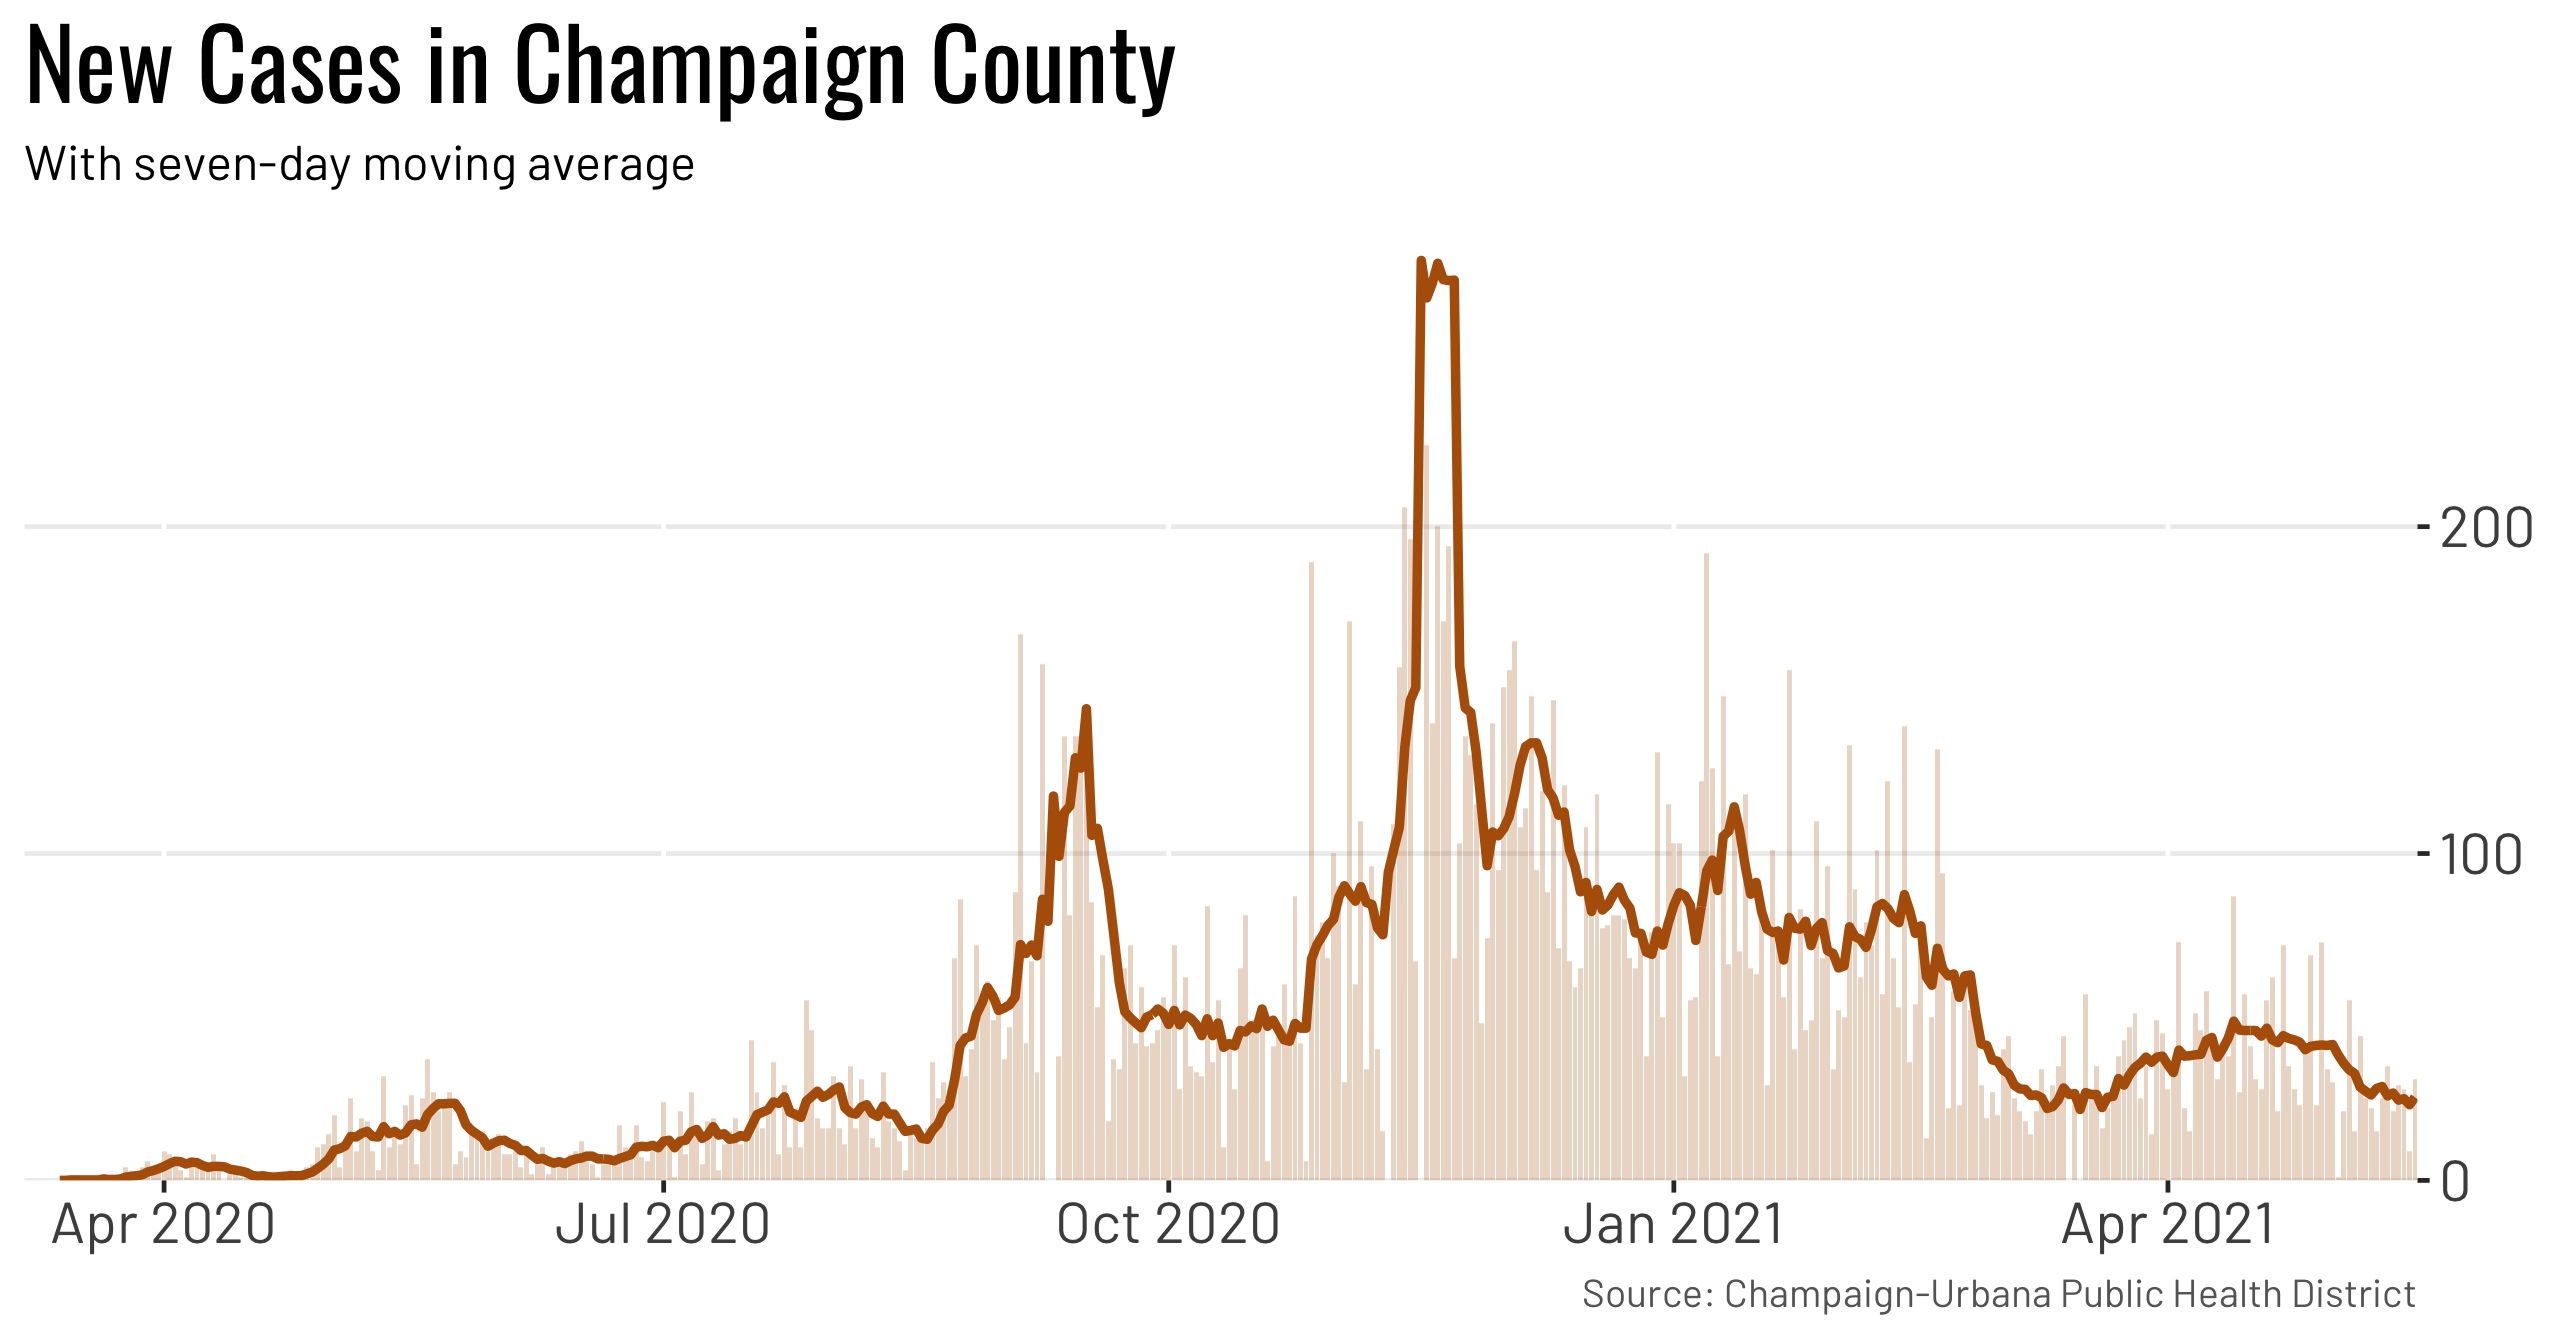 New Cases in Champaign County
With seven-day moving average
200
100
0
Apr 2020 Jul 2020 Oct 2020 Jan 2021 Apr 2021
Source: Champaign-Urbana Public Health District